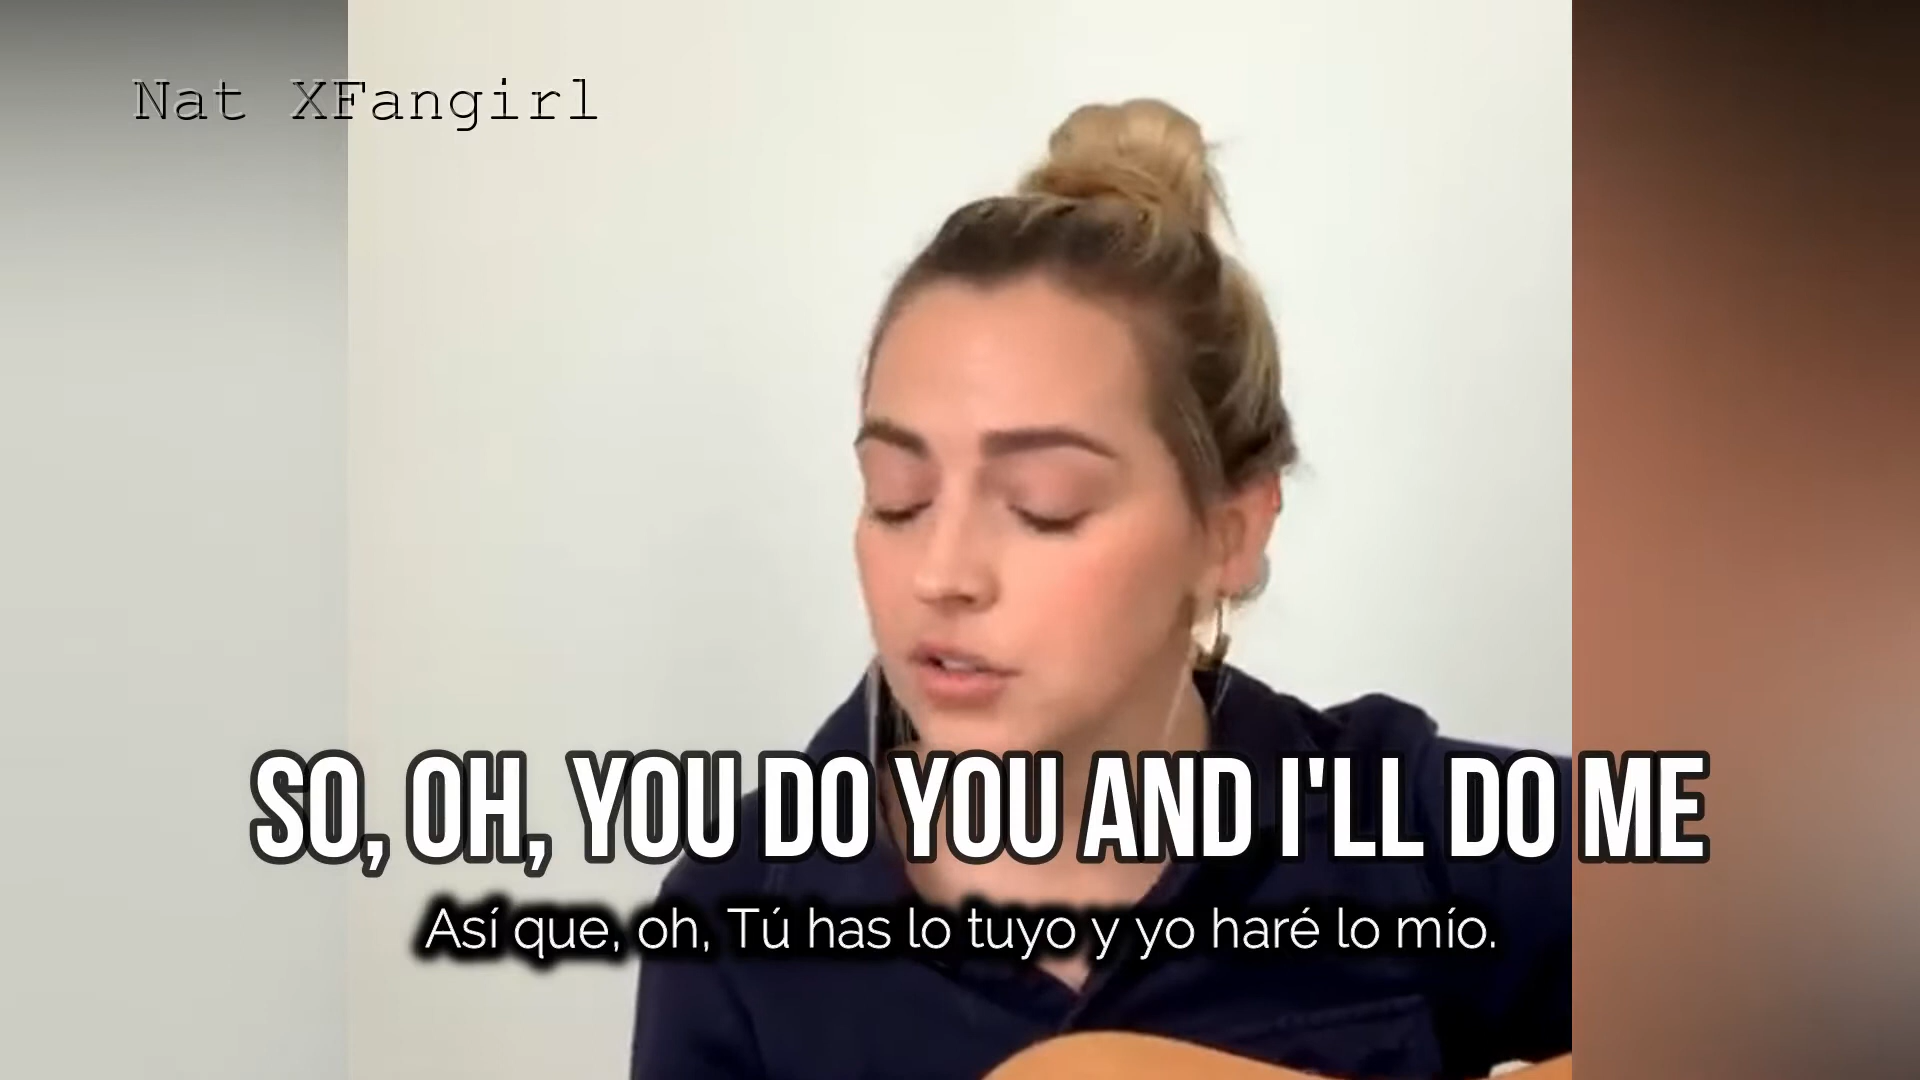 Nat XFangirl
SO, OH, YOU DO YOU AND I'LL DO ME
Así que, oh, Tú has lo tuyo y yo haré lo mío.